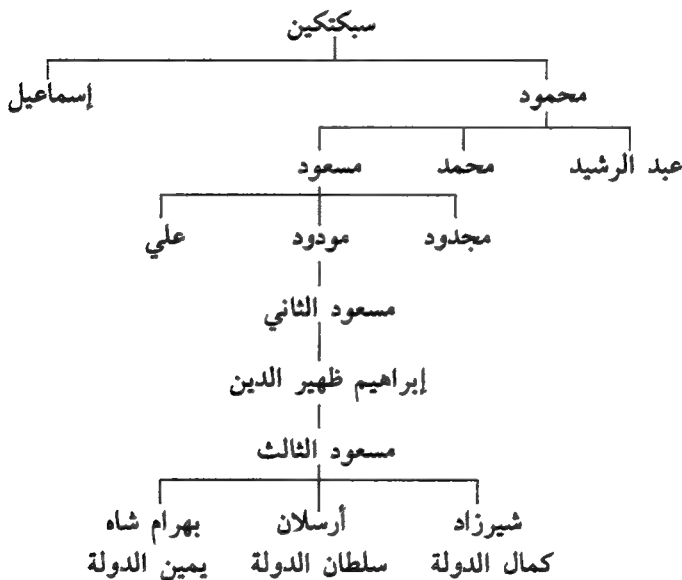 سبكتكين
محمود إسماعيل
عبد الرشيد محمد مسعود
مجدود مودود علي
مسعود الثاني
إبراهيم ظهير الدين
مسعود الثالث
شيرزاد أرسلان بهرام شاه
كمال الدولة سلطان الدولة يمين الدولة